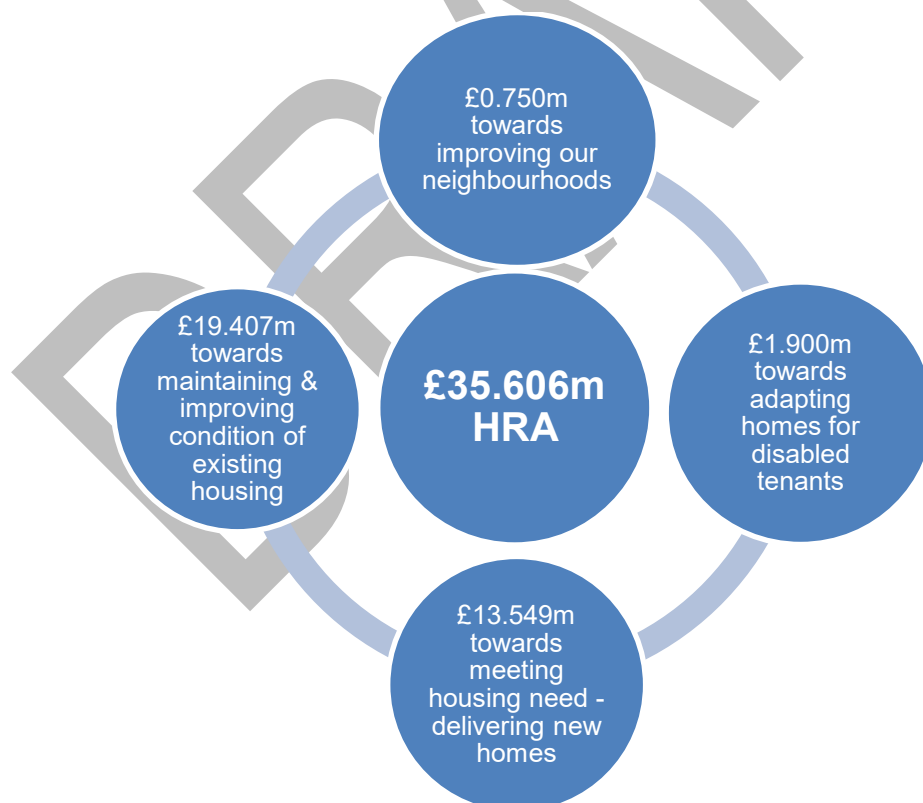 £0.750m
towards
improving our
neighbourhoods
£19.407m
towards
maintaining &
improving
condition of
existing
housing
£35.606m
HRA
£1.900m
towards
adapting
homes for
disabled
tenants
£13.549m
towards
meeting
housing need -
delivering new
homes